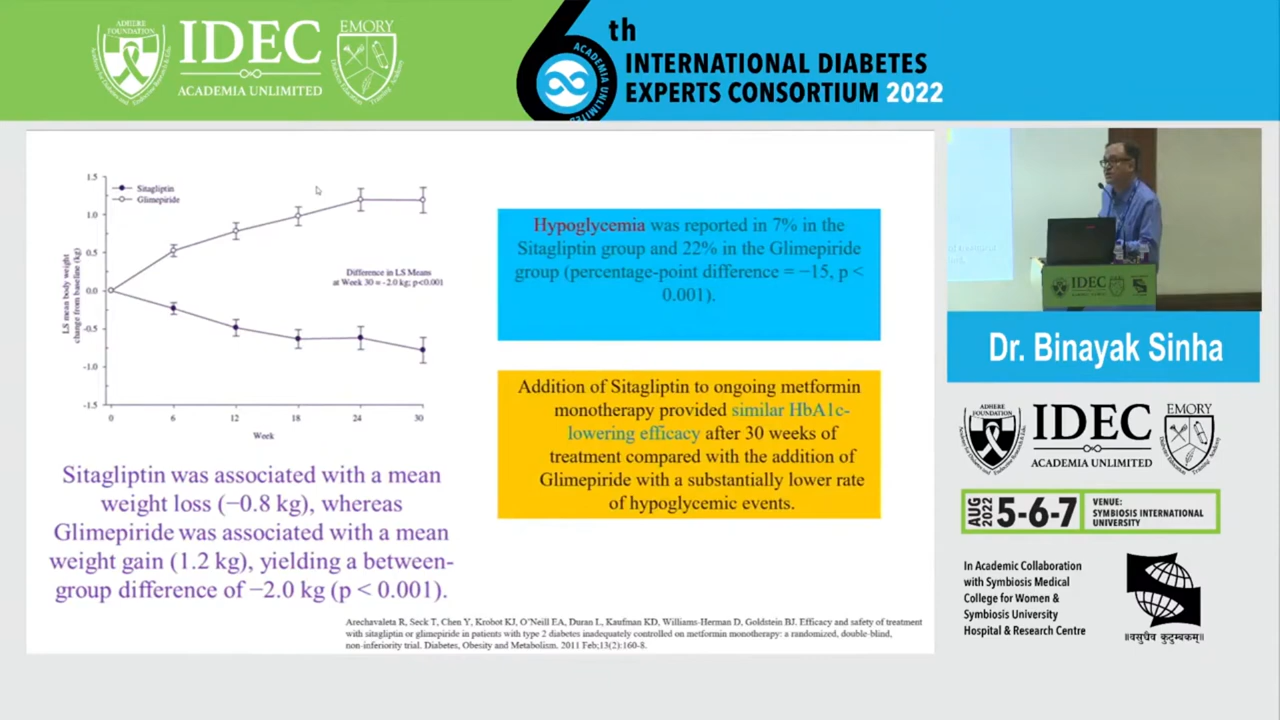 ADHERE
FOUNDATION
IDEC
ACADEMIA UNLIMITED
EMORY
6th
ACADEMIA UNLIMITED
INTERNATIONAL DIABETES
EXPERTS CONSORTIUM 2022
1.5
1.0
0.5
0.0
-0.5
-1.0
-1.5
LS mean body weight
change from baseline (kg)
Sitagliptin
Glimepiride
Difference in LS Means
at Week 30 = -2.0 kg; p<0.001
0 6 12 18 24 30
Week
Sitagliptin was associated with a mean
weight loss (−0.8 kg), whereas
Glimepiride was associated with a mean
weight gain (1.2 kg), yielding a between-
group difference of −2.0 kg (p < 0.001).
Hypoglycemia was reported in 7% in the
Sitagliptin group and 22% in the Glimepiride
group (percentage-point difference = −15, p <
0.001).
Addition of Sitagliptin to ongoing metformin
monotherapy provided similar HbA1c-
lowering efficacy after 30 weeks of
treatment compared with the addition of
Glimepiride with a substantially lower rate
of hypoglycemic events.
Arechavaleta R, Seck T, Chen Y, Krobot KJ, O'Neill EA, Duran L, Kaufman KD, Williams-Herman D, Goldstein BJ. Efficacy and safety of treatment
with sitagliptin or glimepiride in patients with type 2 diabetes inadequately controlled on metformin monotherapy: a randomized, double-blind,
non-inferiority trial. Diabetes, Obesity and Metabolism. 2011 Feb;13(2):160-8.
IDEC
Dr. Binayak Sinha
ADHERE
FOUNDATION
IDEC
ACADEMIA UNLIMITED
EMORY
AUG
2022
5-6-7
VENUE:
SYMBIOSIS INTERNATIONAL
UNIVERSITY
In Academic Collaboration
with Symbiosis Medical
College for Women &
Symbiosis University
Hospital & Research Centre
॥वसुधैव कुटुम्बकम्॥